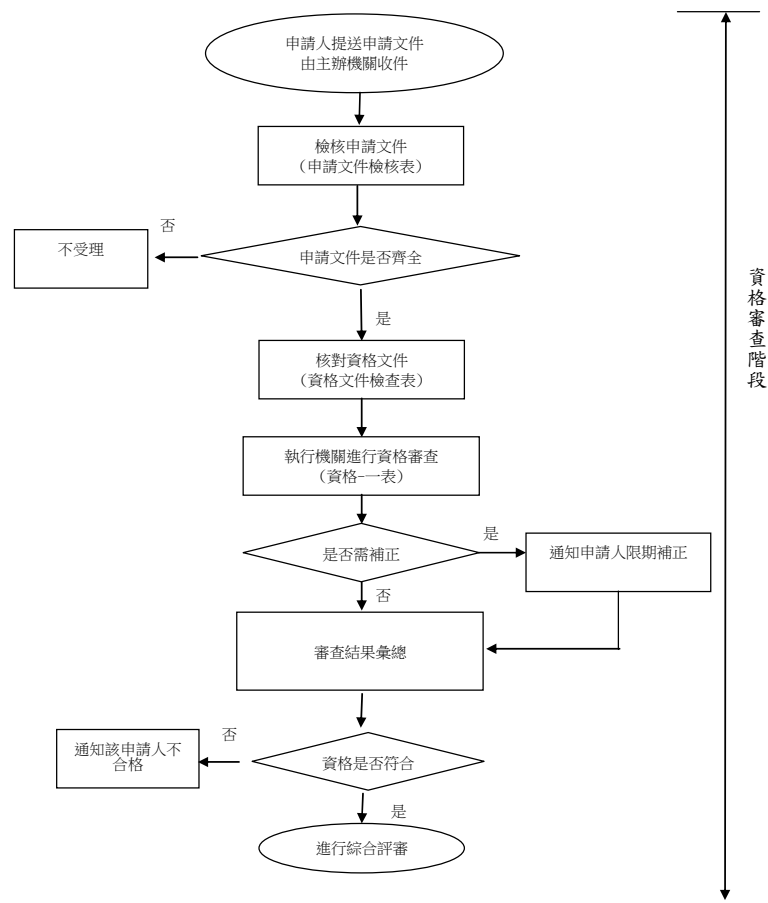 申請人提送申請文件
由主辦機關收件
檢核申請文件
（申請文件檢核表）
否
不受理
申請文件是否齊全
是
核對資格文件
（資格文件檢查表）
執行機關進行資格審查
（資格-一表）
是否需補正
是
通知申請人限期補正
否
審查結果彙總
否
通知該申請人不
合格
資格是否符合
是
進行綜合評審
資格審查階段